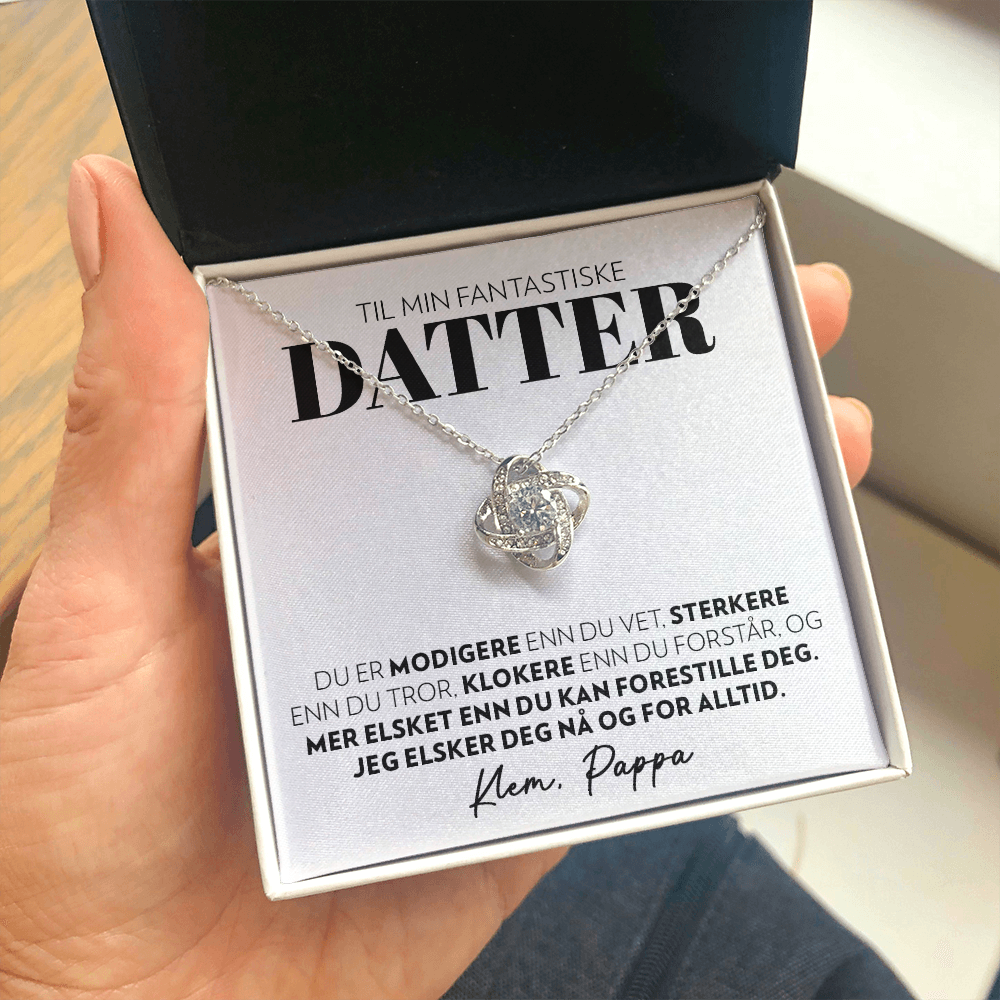 TIL MIN FANTASTISKE
DATTER
DU ER MODIGERE ENN DU VET, STERKERE
ENN DU TROR, KLOKERE ENN DU FORSTÅR, OG
MER ELSKET ENN DU KAN FORESTILLE DEG.
JEG ELSKER DEG NÅ OG FOR ALLTID.
Klem, Pappa